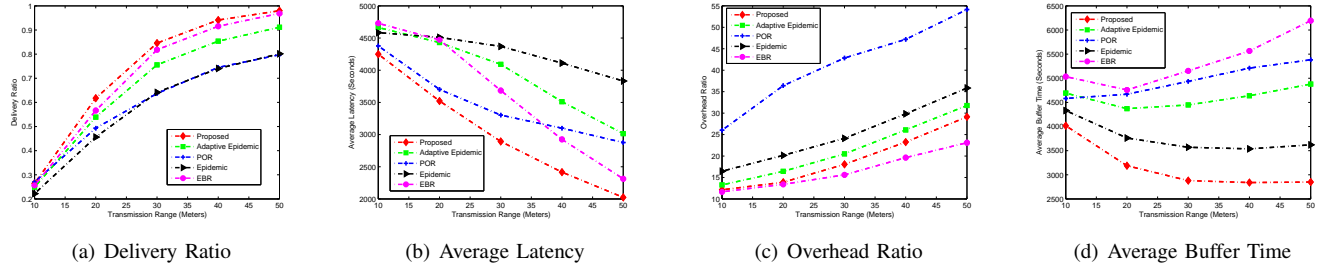 Delivery Ratio
1
0.9
0.8
0.7
0.6
0.5
0.4
0.3
0.2
10
15
20
25
30
35
40
45
50
Transmission Range (Meters)
Proposed
Adaptive Epidemic
POR
Epidemic
EBR
(a) Delivery Ratio
Average Latency (Seconds)
5000
4500
4000
3500
3000
2500
2000
10
15
20
25
30
35
40
45
50
Transmission Range (Meters)
Proposed
Adaptive Epidemic
POR
Epidemic
EBR
(b) Average Latency
Overhead Ratio
55
50
45
40
35
30
25
20
15
10
10
15
20
25
30
35
40
45
50
Transmission Range (Meters)
Proposed
Adaptive Epidemic
POR
Epidemic
EBR
(c) Overhead Ratio
Average Buffer Time (Seconds)
6500
6000
5500
5000
4500
4000
3500
3000
2500
10
15
20
25
30
35
40
45
50
Transmission Range (Meters)
Proposed
Adaptive Epidemic
POR
Epidemic
EBR
(d) Average Buffer Time